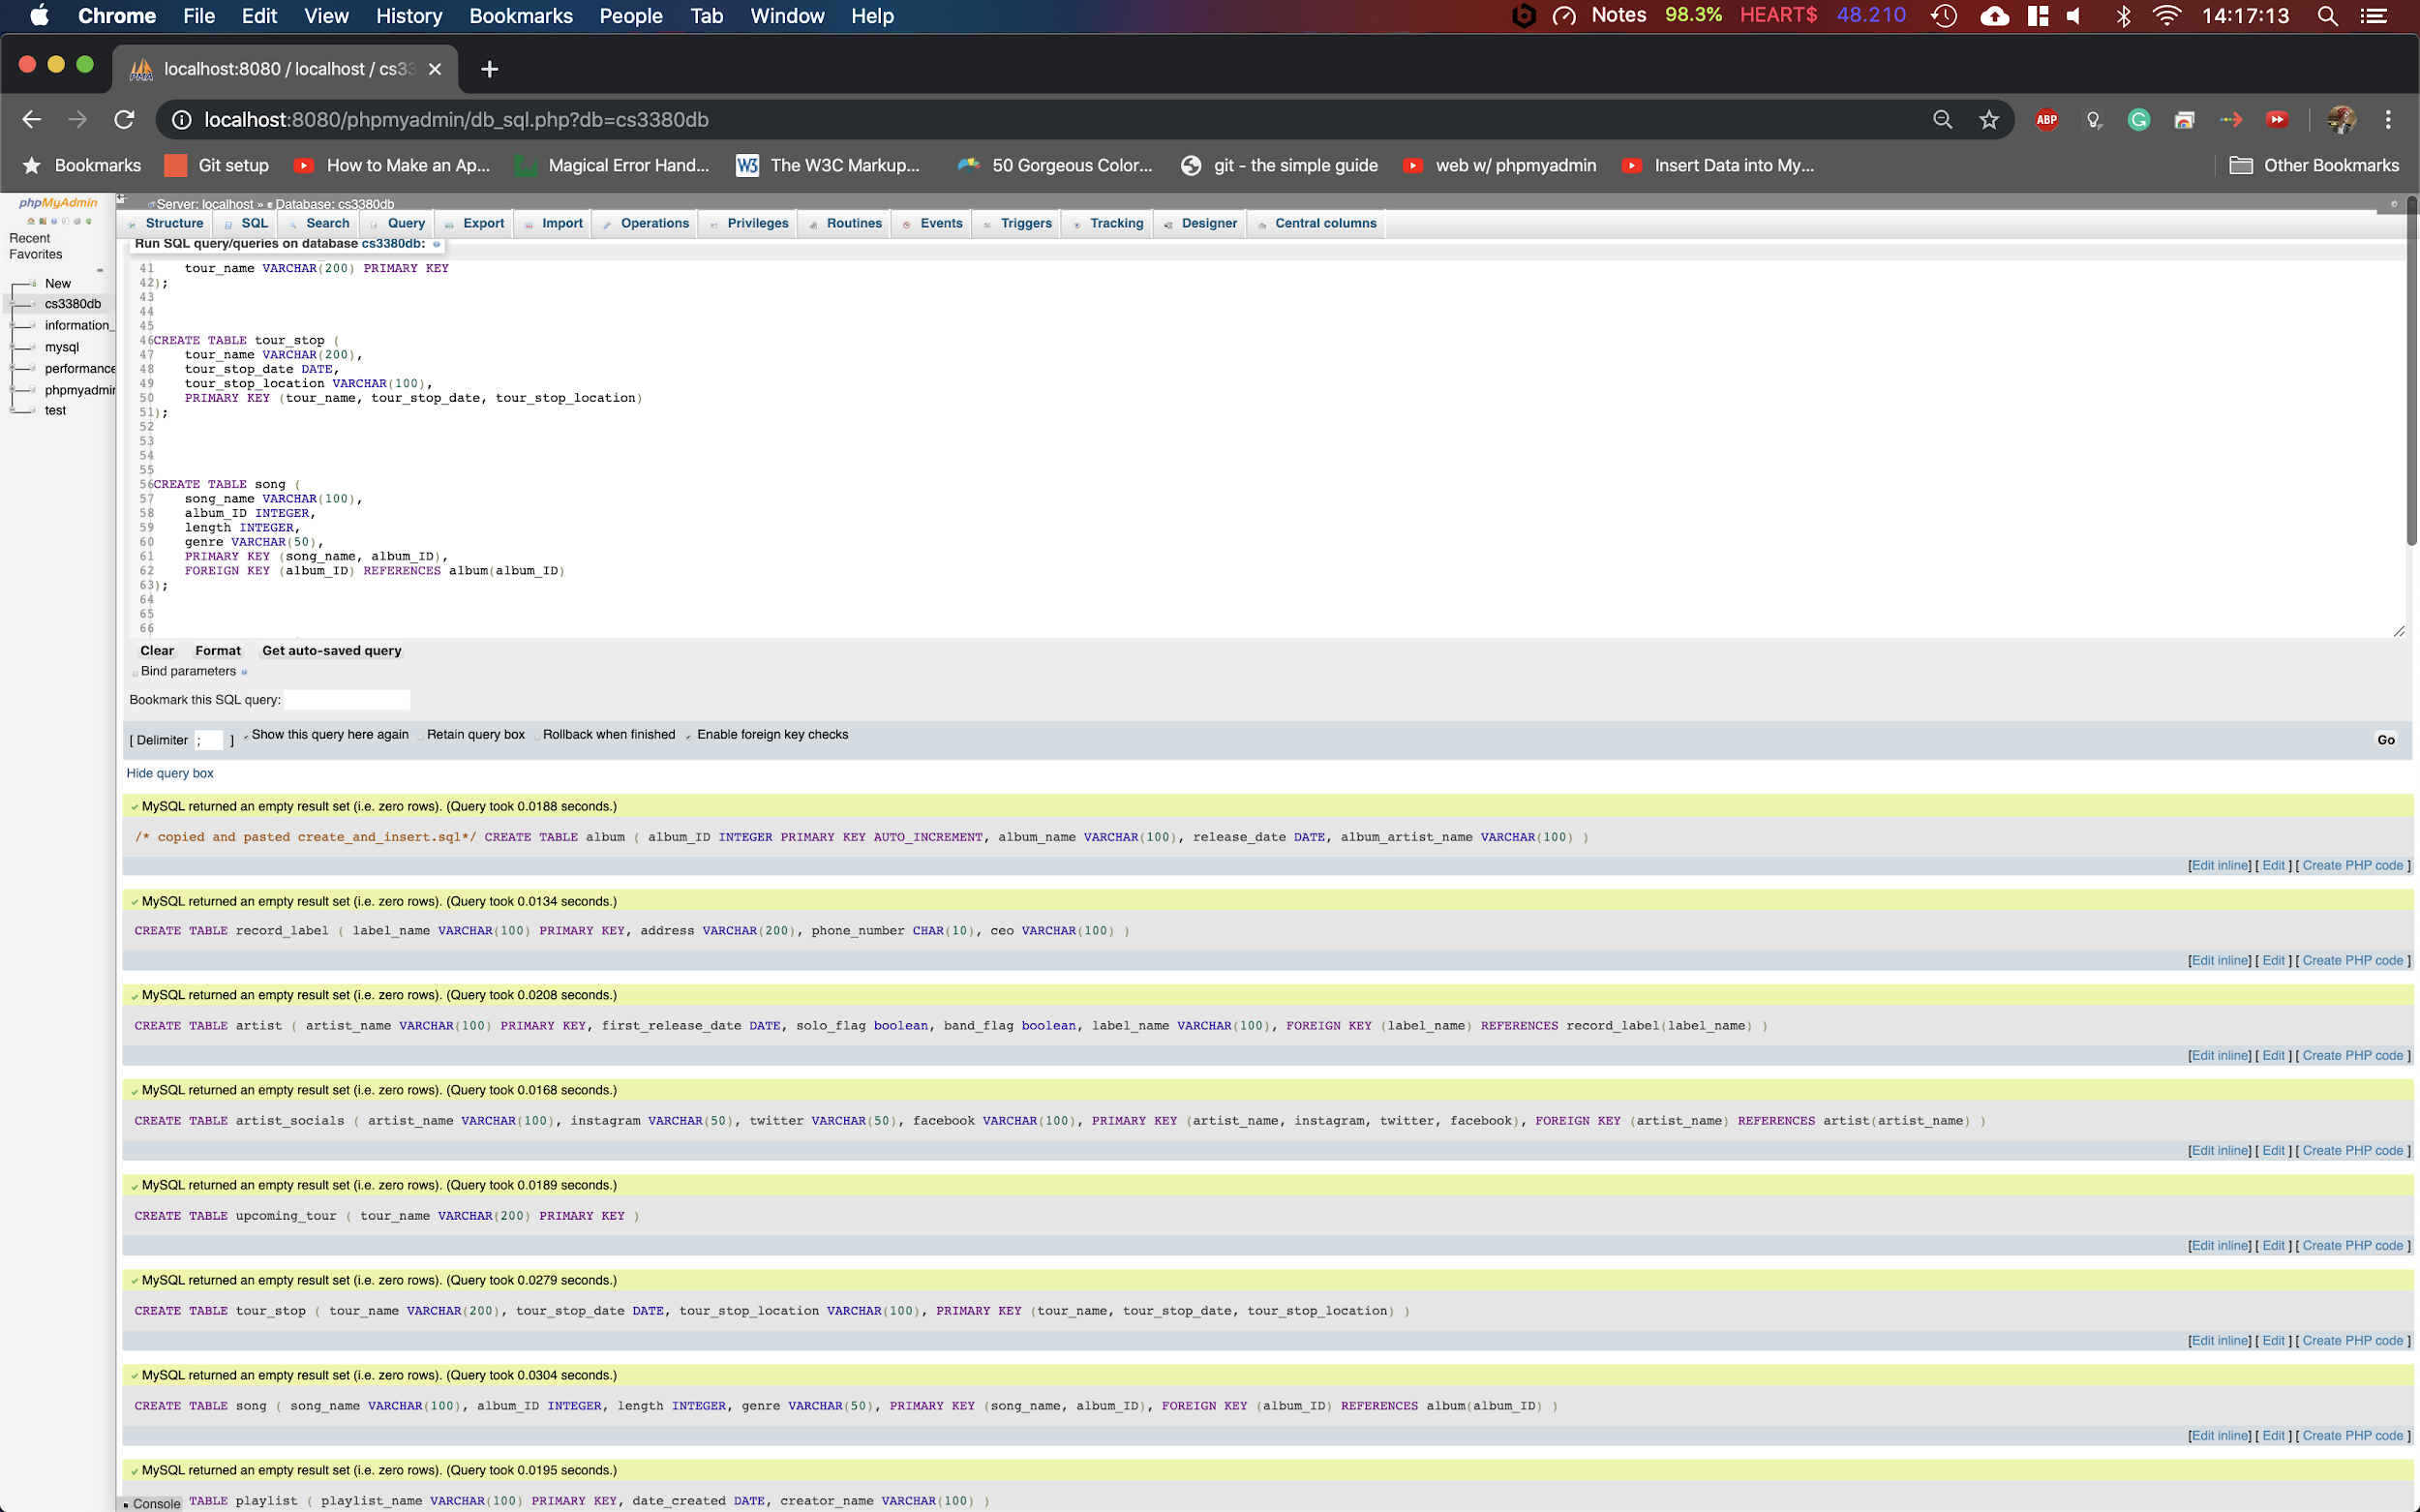 Chrome File Edit View History Bookmarks People Tab Window Help Notes 98.3% HEART$ 48.210 14:17:13
localhost:8080 / localhost / cs33
localhost:8080/phpmyadmin/db_sql.php?db=cs3380db ABP
Bookmarks Git setup How to Make an Ap... Magical Error Hand... W3 The W3C Markup... 50 Gorgeous Color... git - the simple guide web w/ phpmyadmin Insert Data into My... Other Bookmarks
phpMyAdmin
Recent
Favorites
New
cs3380db
information_
mysql
performance
phpmyadmin
test
Server: localhost » Database: cs3380db
Structure SQL Search Query Export Import Operations Privileges Routines Events Triggers Tracking Designer Central columns
Run SQL query/queries on database cs3380db:
41 tour_name VARCHAR(200) PRIMARY KEY
42 );
43
44
45
46 CREATE TABLE tour_stop (
47 tour_name VARCHAR(200),
48 tour_stop_date DATE,
49 tour_stop_location VARCHAR(100),
50 PRIMARY KEY (tour_name, tour_stop_date, tour_stop_location)
51 );
52
53
54
55
56 CREATE TABLE song (
57 song_name VARCHAR(100),
58 album_ID INTEGER,
59 length INTEGER,
60 genre VARCHAR(50),
61 PRIMARY KEY (song_name, album_ID),
62 FOREIGN KEY (album_ID) REFERENCES album(album_ID)
63 );
64
65
66
Clear Format Get auto-saved query
Bind parameters
Bookmark this SQL query:
[ Delimiter ; ] Show this query here again Retain query box Rollback when finished Enable foreign key checks Go
Hide query box
MySQL returned an empty result set (i.e. zero rows). (Query took 0.0188 seconds.)
/* copied and pasted create_and_insert.sql*/ CREATE TABLE album ( album_ID INTEGER PRIMARY KEY AUTO_INCREMENT, album_name VARCHAR(100), release_date DATE, album_artist_name VARCHAR(100) )
[Edit inline] [ Edit ] [ Create PHP code ]
MySQL returned an empty result set (i.e. zero rows). (Query took 0.0134 seconds.)
CREATE TABLE record_label ( label_name VARCHAR(100) PRIMARY KEY, address VARCHAR(200), phone_number CHAR(10), ceo VARCHAR(100) )
[Edit inline] [ Edit ] [ Create PHP code ]
MySQL returned an empty result set (i.e. zero rows). (Query took 0.0208 seconds.)
CREATE TABLE artist ( artist_name VARCHAR(100) PRIMARY KEY, first_release_date DATE, solo_flag boolean, band_flag boolean, label_name VARCHAR(100), FOREIGN KEY (label_name) REFERENCES record_label(label_name) )
[Edit inline] [ Edit ] [ Create PHP code ]
MySQL returned an empty result set (i.e. zero rows). (Query took 0.0168 seconds.)
CREATE TABLE artist_socials ( artist_name VARCHAR(100), instagram VARCHAR(50), twitter VARCHAR(50), facebook VARCHAR(100), PRIMARY KEY (artist_name, instagram, twitter, facebook), FOREIGN KEY (artist_name) REFERENCES artist(artist_name) )
[Edit inline] [ Edit ] [ Create PHP code ]
MySQL returned an empty result set (i.e. zero rows). (Query took 0.0189 seconds.)
CREATE TABLE upcoming_tour ( tour_name VARCHAR(200) PRIMARY KEY )
[Edit inline] [ Edit ] [ Create PHP code ]
MySQL returned an empty result set (i.e. zero rows). (Query took 0.0279 seconds.)
CREATE TABLE tour_stop ( tour_name VARCHAR(200), tour_stop_date DATE, tour_stop_location VARCHAR(100), PRIMARY KEY (tour_name, tour_stop_date, tour_stop_location) )
[Edit inline] [ Edit ] [ Create PHP code ]
MySQL returned an empty result set (i.e. zero rows). (Query took 0.0304 seconds.)
CREATE TABLE song ( song_name VARCHAR(100), album_ID INTEGER, length INTEGER, genre VARCHAR(50), PRIMARY KEY (song_name, album_ID), FOREIGN KEY (album_ID) REFERENCES album(album_ID) )
[Edit inline] [ Edit ] [ Create PHP code ]
MySQL returned an empty result set (i.e. zero rows). (Query took 0.0195 seconds.)
Console TABLE playlist ( playlist_name VARCHAR(100) PRIMARY KEY, date_created DATE, creator_name VARCHAR(100) )